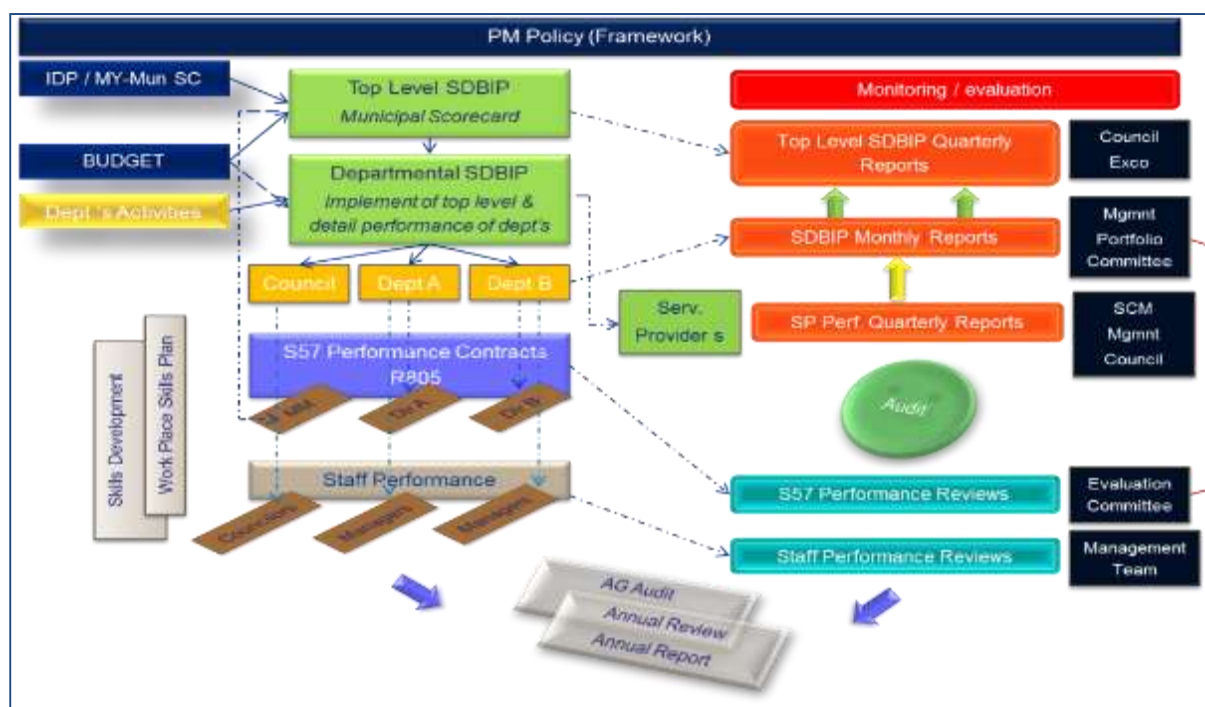 PM Policy (Framework)
IDP / MY-Mun SC
BUDGET
Dept 's Activities
Top Level SDBIP
Municipal Scorecard
Departmental SDBIP
Implement of top level &
detail performance of dept's
Council
Dept A
Dept B
Serv.
Provider s
S57 Performance Contracts
R805
MM
Dir A
Dir B
Staff Performance
Councilors
Managers
Managers
Skills Development
Work Place Skills Plan
Monitoring / evaluation
Top Level SDBIP Quarterly
Reports
Council
Exco
SDBIP Monthly Reports
Mgmnt
Portfolio
Committee
SP Perf. Quarterly Reports
SCM
Mgmnt
Council
Audit
S57 Performance Reviews
Evaluation
Committee
Staff Performance Reviews
Management
Team
AG Audit
Annual Review
Annual Report